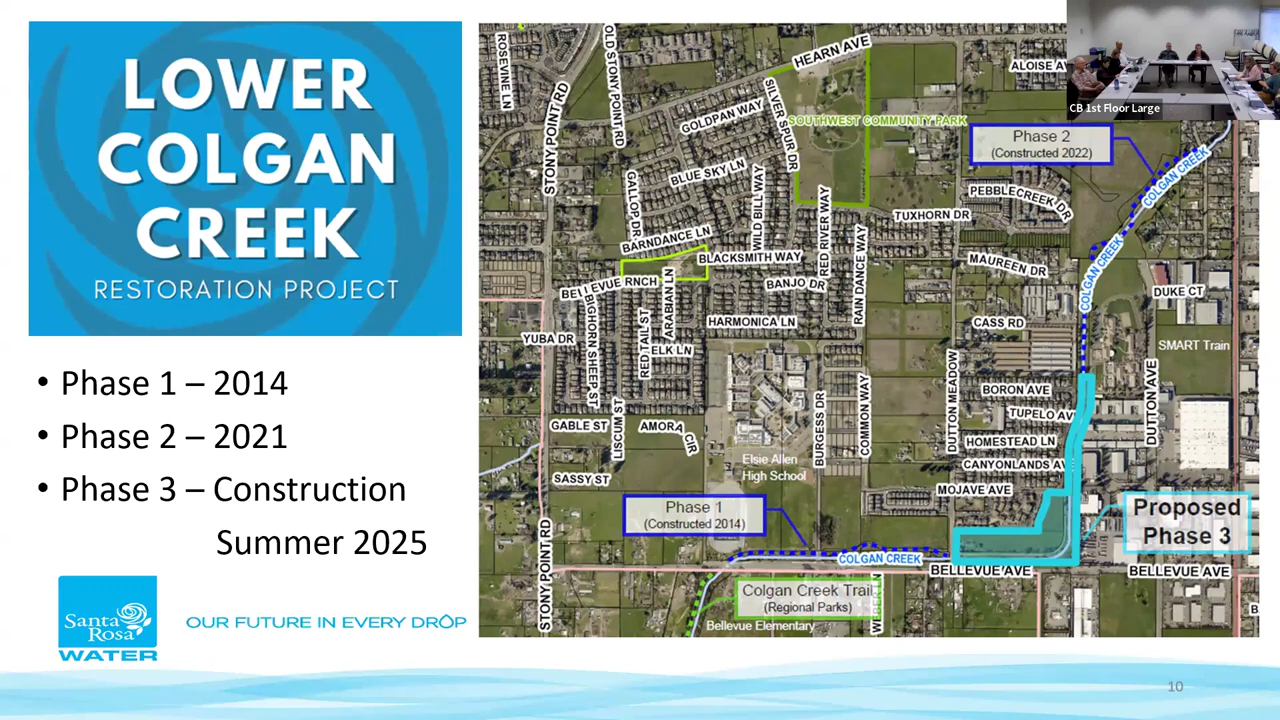 LOWER
COLGAN
CREEK
RESTORATION PROJECT
• Phase 1 – 2014
• Phase 2 – 2021
• Phase 3 – Construction
Summer 2025
Santa
Rosa
WATER
OUR FUTURE IN EVERY DROP
CB 1st Floor Large
ROSEVINE LN
OLD STONY POINT RD
STONY POINT RD
HEARN AVE
ALOISE AV
GOLDPAN WAY
SILVER SPUR DR
SOUTHWEST COMMUNITY PARK
Phase 2
(Constructed 2022)
COLGAN CREEK
BLUE SKY LN
GALLOP DR
WILD BILL WAY
RED RIVER WAY
PEBBLECREEK DR
TUXHORN DR
BARNDANCE LN
BLACKSMITH WAY
RAIN DANCE WAY
MAUREEN DR
COLGAN CREEK
BELLEVUE RNCH
ARABIAN LN
BANJO DR
DUKE CT
BIGHORN SHEEP ST
RED TAIL ST
HARMONICA LN
CASS RD
YUBA DR
ELK LN
SMART Train
DUTTON MEADOW
DUTTON AVE
BORON AVE
BURGESS DR
COMMON WAY
LISCUM ST
TUPELO AV
GABLE ST
AMORA CIR
HOMESTEAD LN
Elsie Allen
High School
CANYONLANDS AV
SASSY ST
MOJAVE AVE
Phase 1
(Constructed 2014)
Proposed
Phase 3
STONY POINT RD
COLGAN CREEK
BELLEVUE AVE
BELLEVUE AVE
Colgan Creek Trail
(Regional Parks)
Bellevue Elementary
B
10